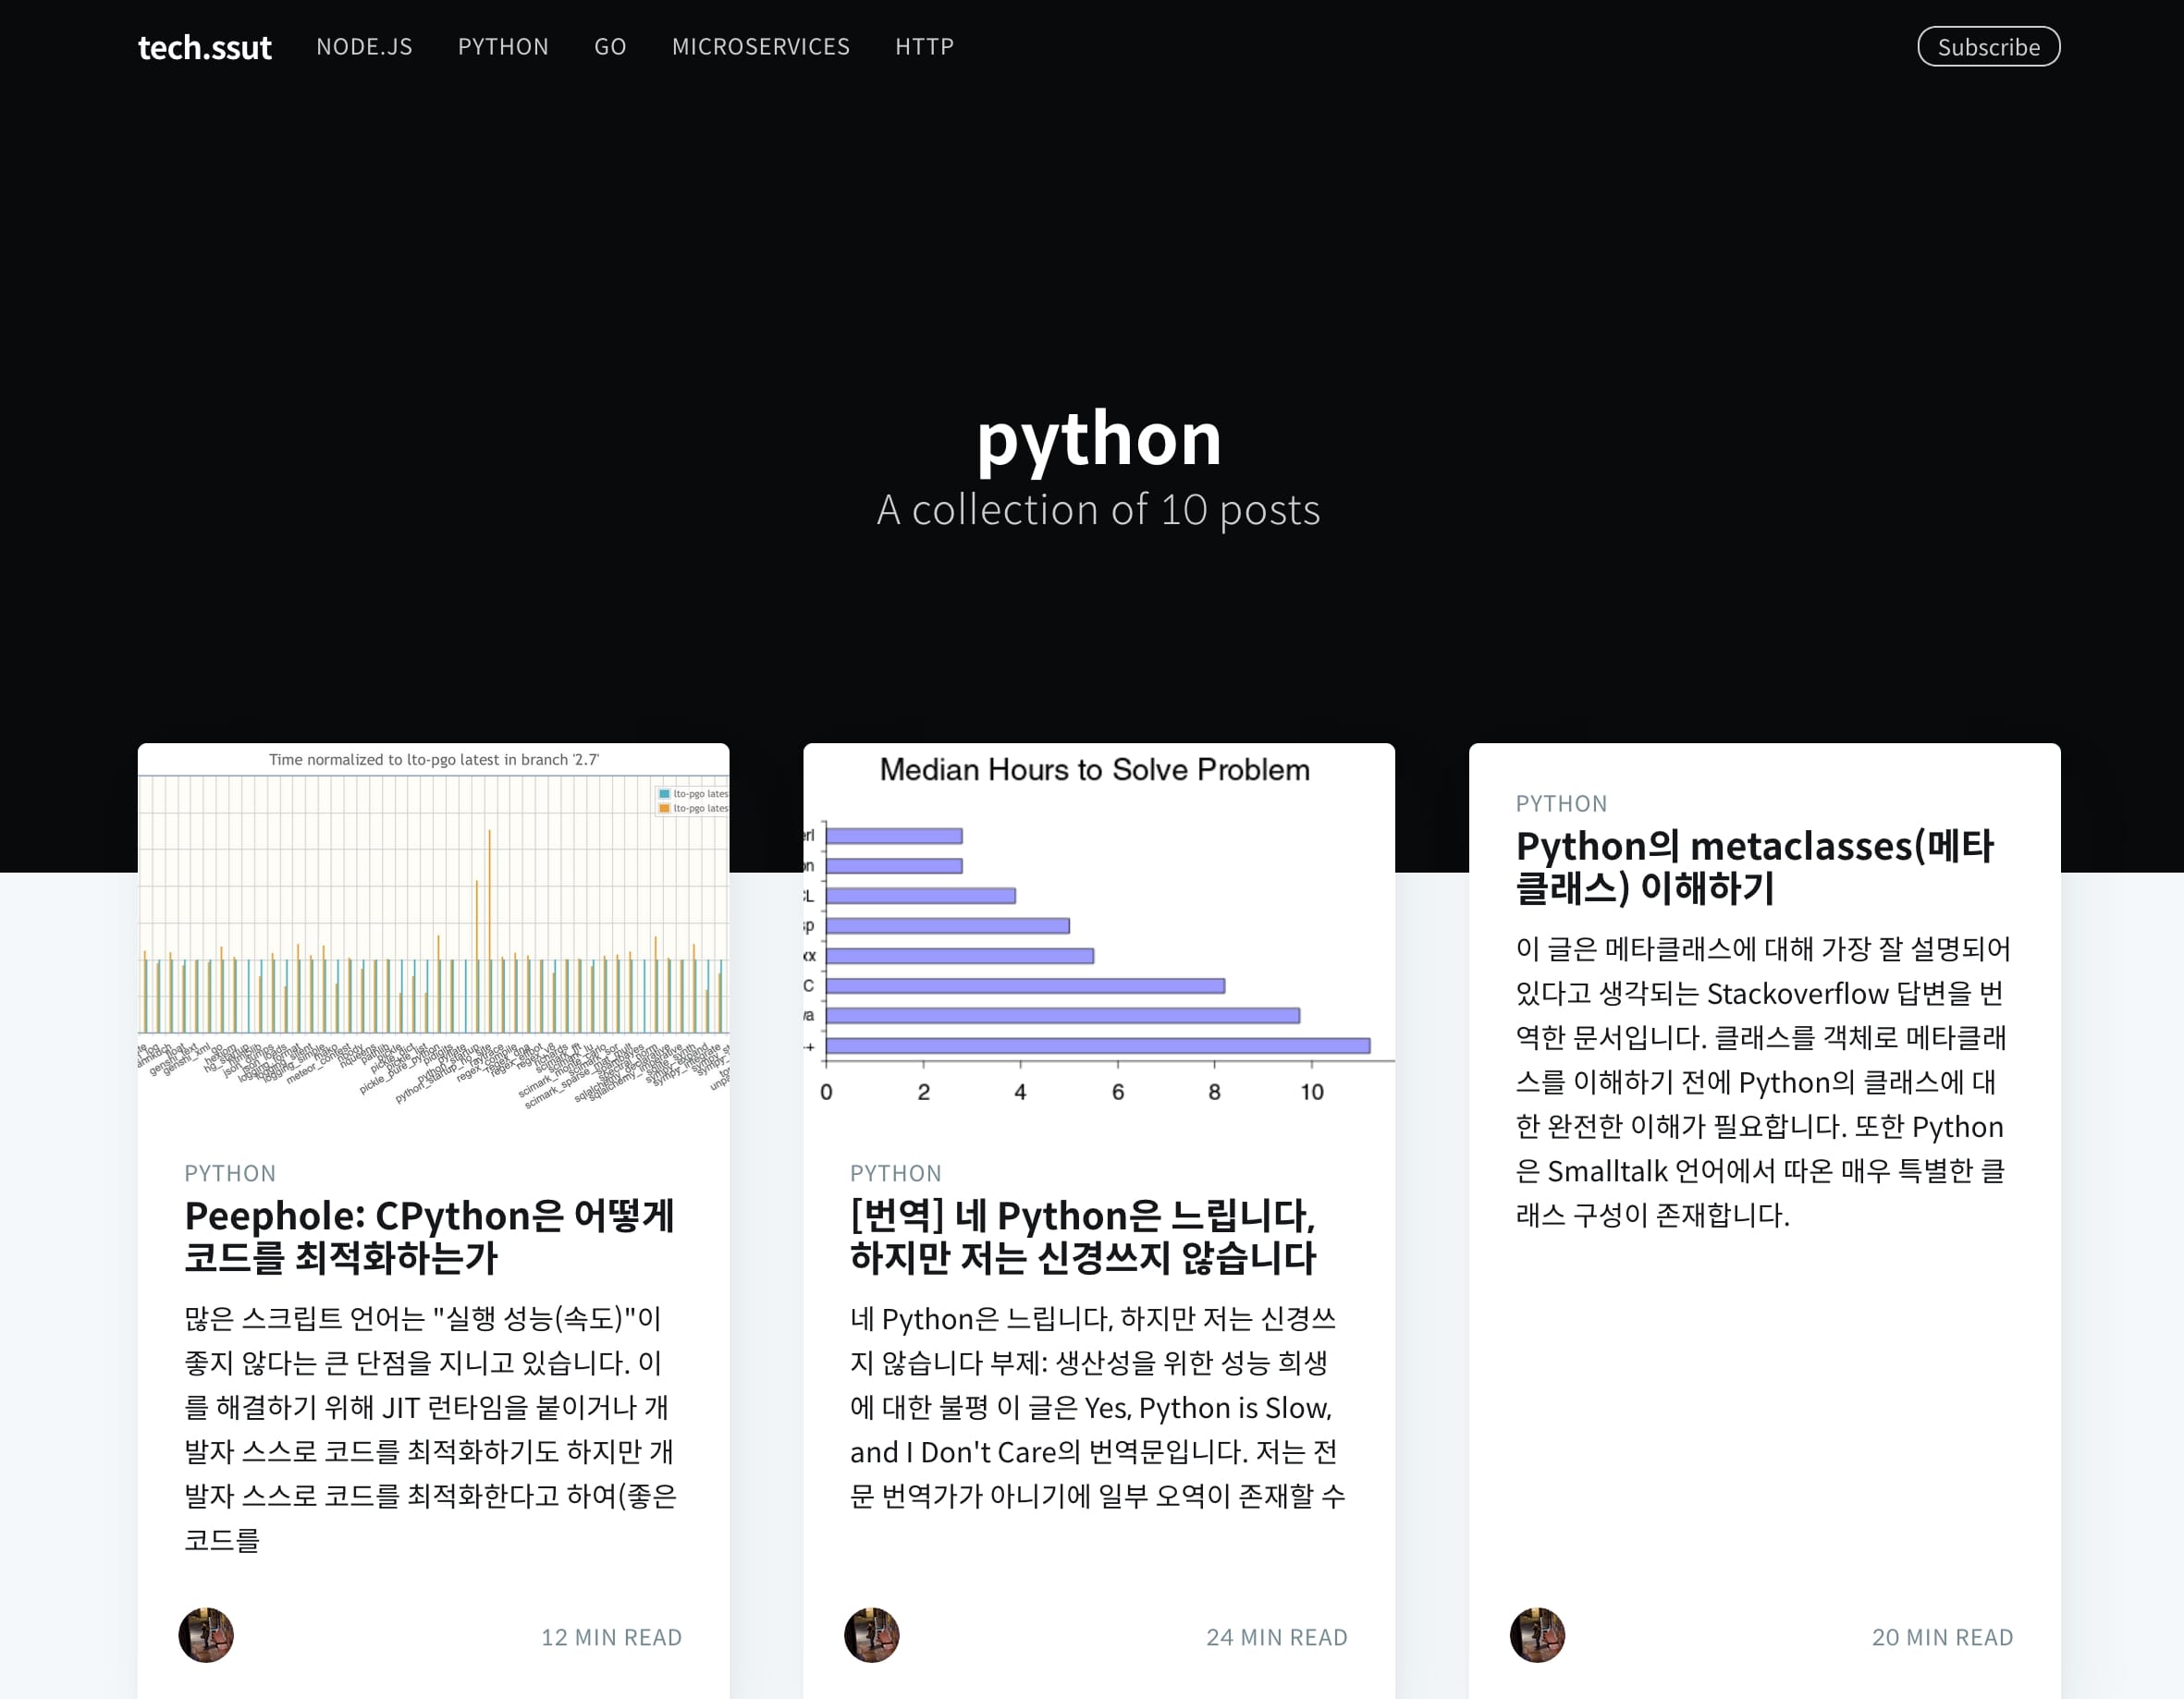 tech.ssut NODE.JS PYTHON GO MICROSERVICES HTTP Subscribe
python
A collection of 10 posts
Time normalized to lto-pgo latest in branch '2.7'
lto-pgo
lto-pgo
Median Hours to Solve Problem
C
0 2 4 6 8 10
PYTHON
Peephole: CPython은 어떻게
코드를 최적화하는가
많은 스크립트 언어는 "실행 성능(속도)"이
좋지 않다는 큰 단점을 지니고 있습니다. 이
를 해결하기 위해 JIT 런타임을 붙이거나 개
발자 스스로 코드를 최적화하기도 하지만 개
발자 스스로 코드를 최적화한다고 하여(좋은
코드를
12 MIN READ
PYTHON
[번역] 네 Python은 느립니다,
하지만 저는 신경쓰지 않습니다
네 Python은 느립니다, 하지만 저는 신경쓰
지 않습니다 부제: 생산성을 위한 성능 희생
에 대한 불평 이 글은 Yes, Python is Slow,
and I Don't Care의 번역문입니다. 저는 전
문 번역가가 아니기에 일부 오역이 존재할 수
24 MIN READ
PYTHON
Python의 metaclasses(메타
클래스) 이해하기
이 글은 메타클래스에 대해 가장 잘 설명되어
있다고 생각되는 Stackoverflow 답변을 번
역한 문서입니다. 클래스를 객체로 메타클래
스를 이해하기 전에 Python의 클래스에 대
한 완전한 이해가 필요합니다. 또한 Python
은 Smalltalk 언어에서 따온 매우 특별한 클
래스 구성이 존재합니다.
20 MIN READ